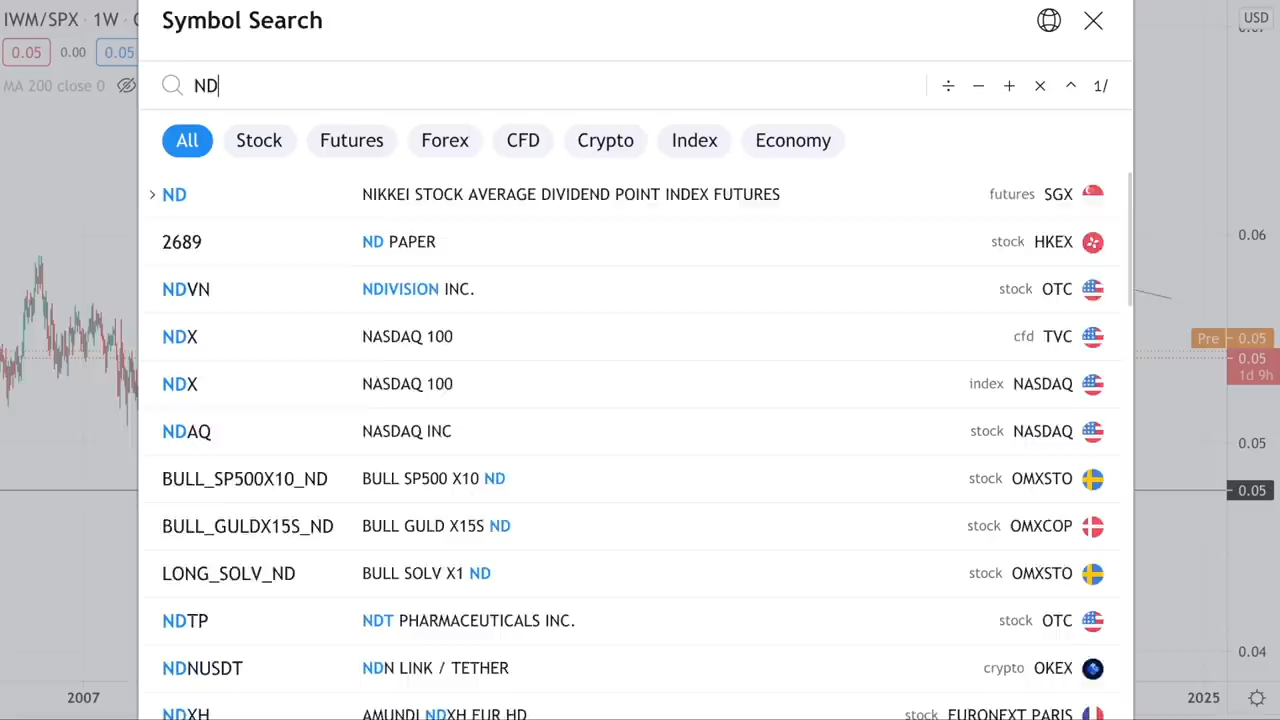 IWM/SPX · 1W ·
Symbol Search
USD
0.05
0.00
0.05
MA 200 close 0
ND
÷ − + × ^ 1/
All
Stock
Futures
Forex
CFD
Crypto
Index
Economy
ND NIKKEI STOCK AVERAGE DIVIDEND POINT INDEX FUTURES futures SGX
2689 ND PAPER stock HKEX
0.06
NDVN NDIVISION INC. stock OTC
NDX NASDAQ 100 cfd TVC
Pre 0.05
0.05
1d 9h
NDX NASDAQ 100 index NASDAQ
NDAQ NASDAQ INC stock NASDAQ
0.05
BULL_SP500X10_ND BULL SP500 X10 ND stock OMXSTO
0.05
BULL_GULDX15S_ND BULL GULD X15S ND stock OMXCOP
LONG_SOLV_ND BULL SOLV X1 ND stock OMXSTO
NDTP NDT PHARMACEUTICALS INC. stock OTC
0.04
NDNUSDT NDN LINK / TETHER crypto OKEX
2007
2025
NDXH AMUNDI NDXH EUR HD stock EURONEXT PARIS